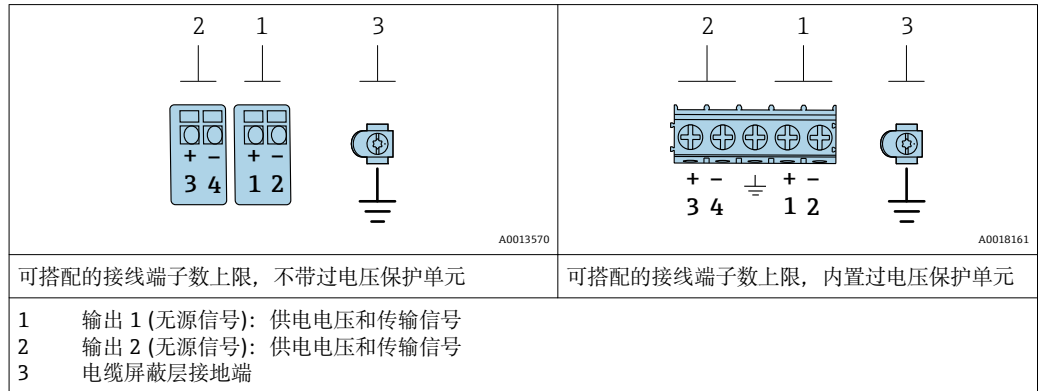 2 1 3
+ − + −
3 4 1 2
A0013570
2 1 3
+ − + −
3 4 1 2
A0018161
可搭配的接线端子数上限，不带过电压保护单元
可搭配的接线端子数上限，内置过电压保护单元
1 输出 1 (无源信号)：供电电压和传输信号
2 输出 2 (无源信号)：供电电压和传输信号
3 电缆屏蔽层接地端